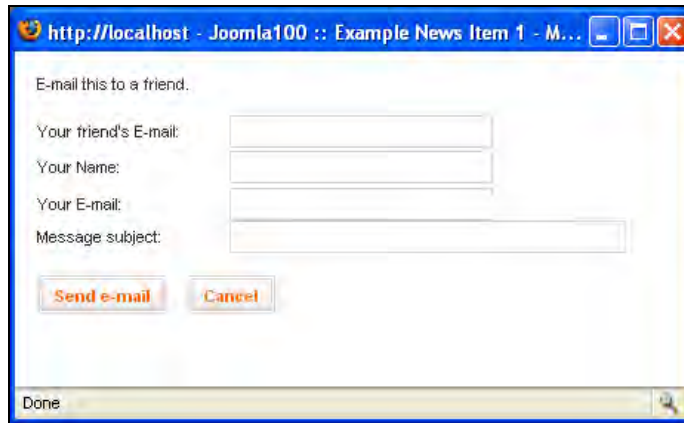 http://localhost - Joomla100 :: Example News Item 1 - M...
E-mail this to a friend.
Your friend's E-mail:
Your Name:
Your E-mail:
Message subject:
Send e-mail Cancel
Done